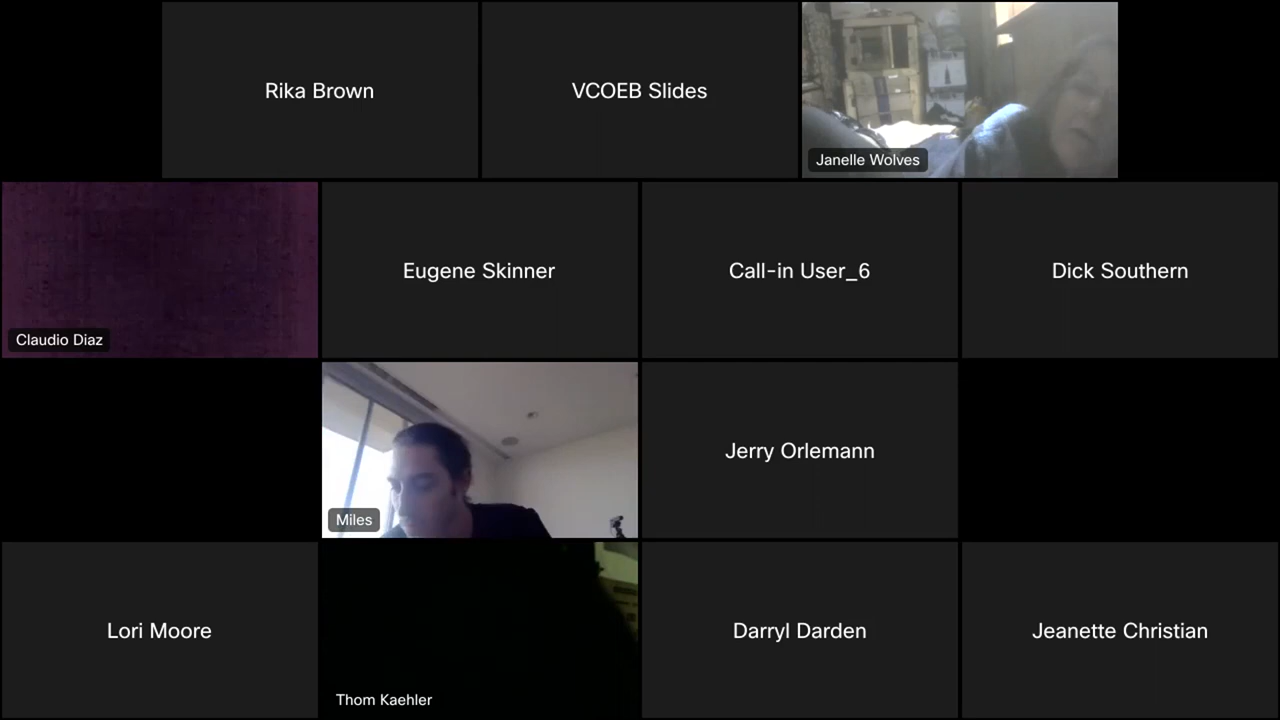 Rika Brown
VCOEB Slides
Janelle Wolves
Claudio Diaz
Eugene Skinner
Call-in User_6
Dick Southern
Miles
Jerry Orlemann
Lori Moore
Thom Kaehler
Darryl Darden
Jeanette Christian